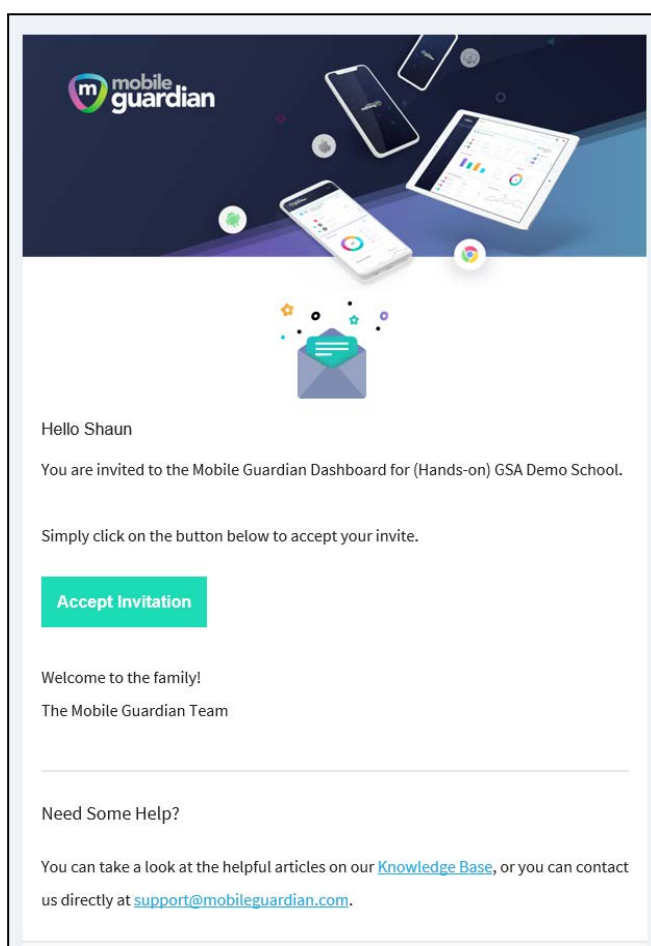 mobile
guardian
Hello Shaun
You are invited to the Mobile Guardian Dashboard for (Hands-on) GSA Demo School.
Simply click on the button below to accept your invite.
Accept Invitation
Welcome to the family!
The Mobile Guardian Team
Need Some Help?
You can take a look at the helpful articles on our Knowledge Base, or you can contact
us directly at support@mobileguardian.com.